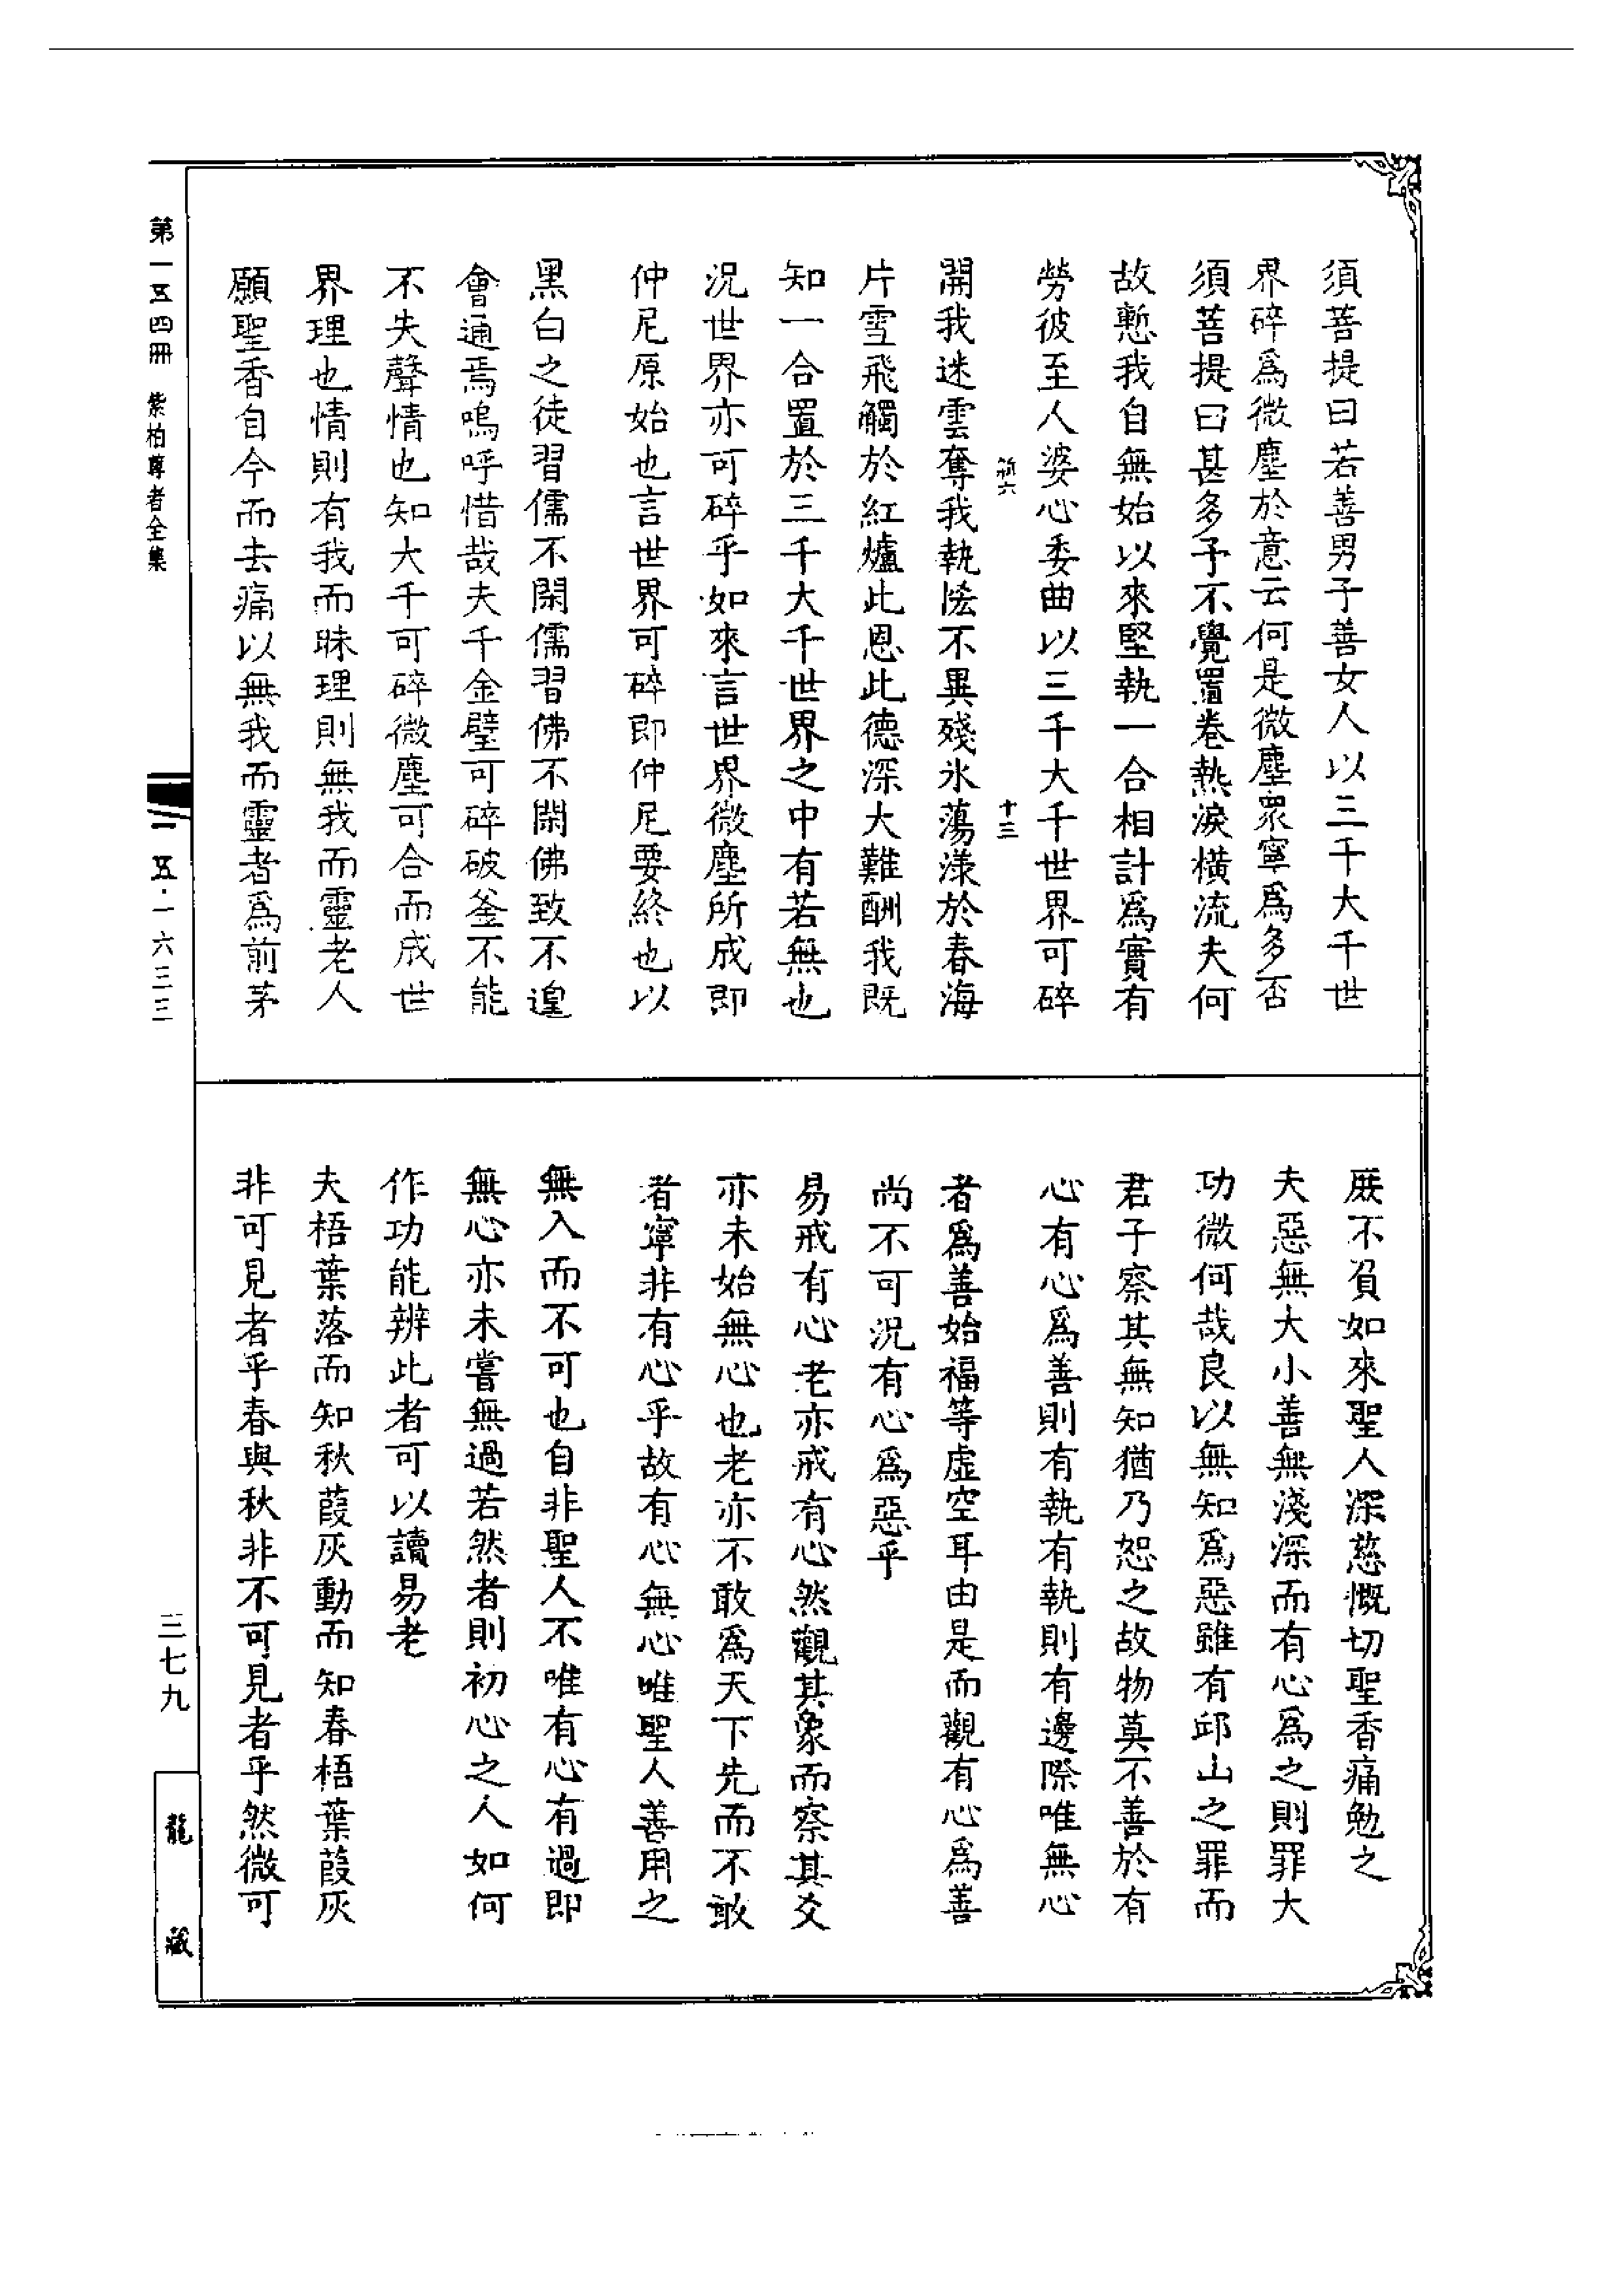 須菩提曰若善男子善女人以三千大千世
界碎爲微塵於意云何是微塵眾寧爲多否
須菩提曰甚多予不覺置卷熱淚橫流夫何
故慙我自無始以來堅執一合相計爲實有
勞彼至人婆心委曲以三千大千世界可碎
十三
開我迷雲奪我執恡不異殘氷蕩漾於春海
片雪飛觸於紅爐此恩此德深大難酬我既
知一合置於三千大千世界之中有若無也
況世界亦可碎乎如來言世界微塵所成即
仲尼原始也言世界可碎即仲尼要終也以
黑白之徒習儒不閑儒習佛不閑佛致不遑
會通焉嗚呼惜哉夫千金璧可碎破釜不能
不失聲情也知大千可碎微塵可合而成世
界理也情則有我而昧理則無我而靈老人
願聖香自今而去痛以無我而靈者爲前茅
厥不負如來聖人深慈慨切聖香痛勉之
夫惡無大小善無淺深而有心爲之則罪大
功微何哉良以無知爲惡雖有邱山之罪而
君子察其無知猶乃恕之故物莫不善於有
心有心爲善則有執有執則有邊際唯無心
者爲善始福等虛空耳由是而觀有心爲善
尚不可況有心爲惡乎
易戒有心老亦戒有心然觀其象而察其爻
亦未始無心也老亦不敢爲天下先而不敢
者寧非有心乎故有心無心唯聖人善用之
無入而不可也自非聖人不唯有心有過即
無心亦未嘗無過若然者則初心之人如何
作功能辨此者可以讀易老
夫梧葉落而知秋葭灰動而知春梧葉葭灰
非可見者乎春與秋非不可見者乎然微可
第一五四冊 紫柏尊者全集
一五·一六三三
三七九
龍藏